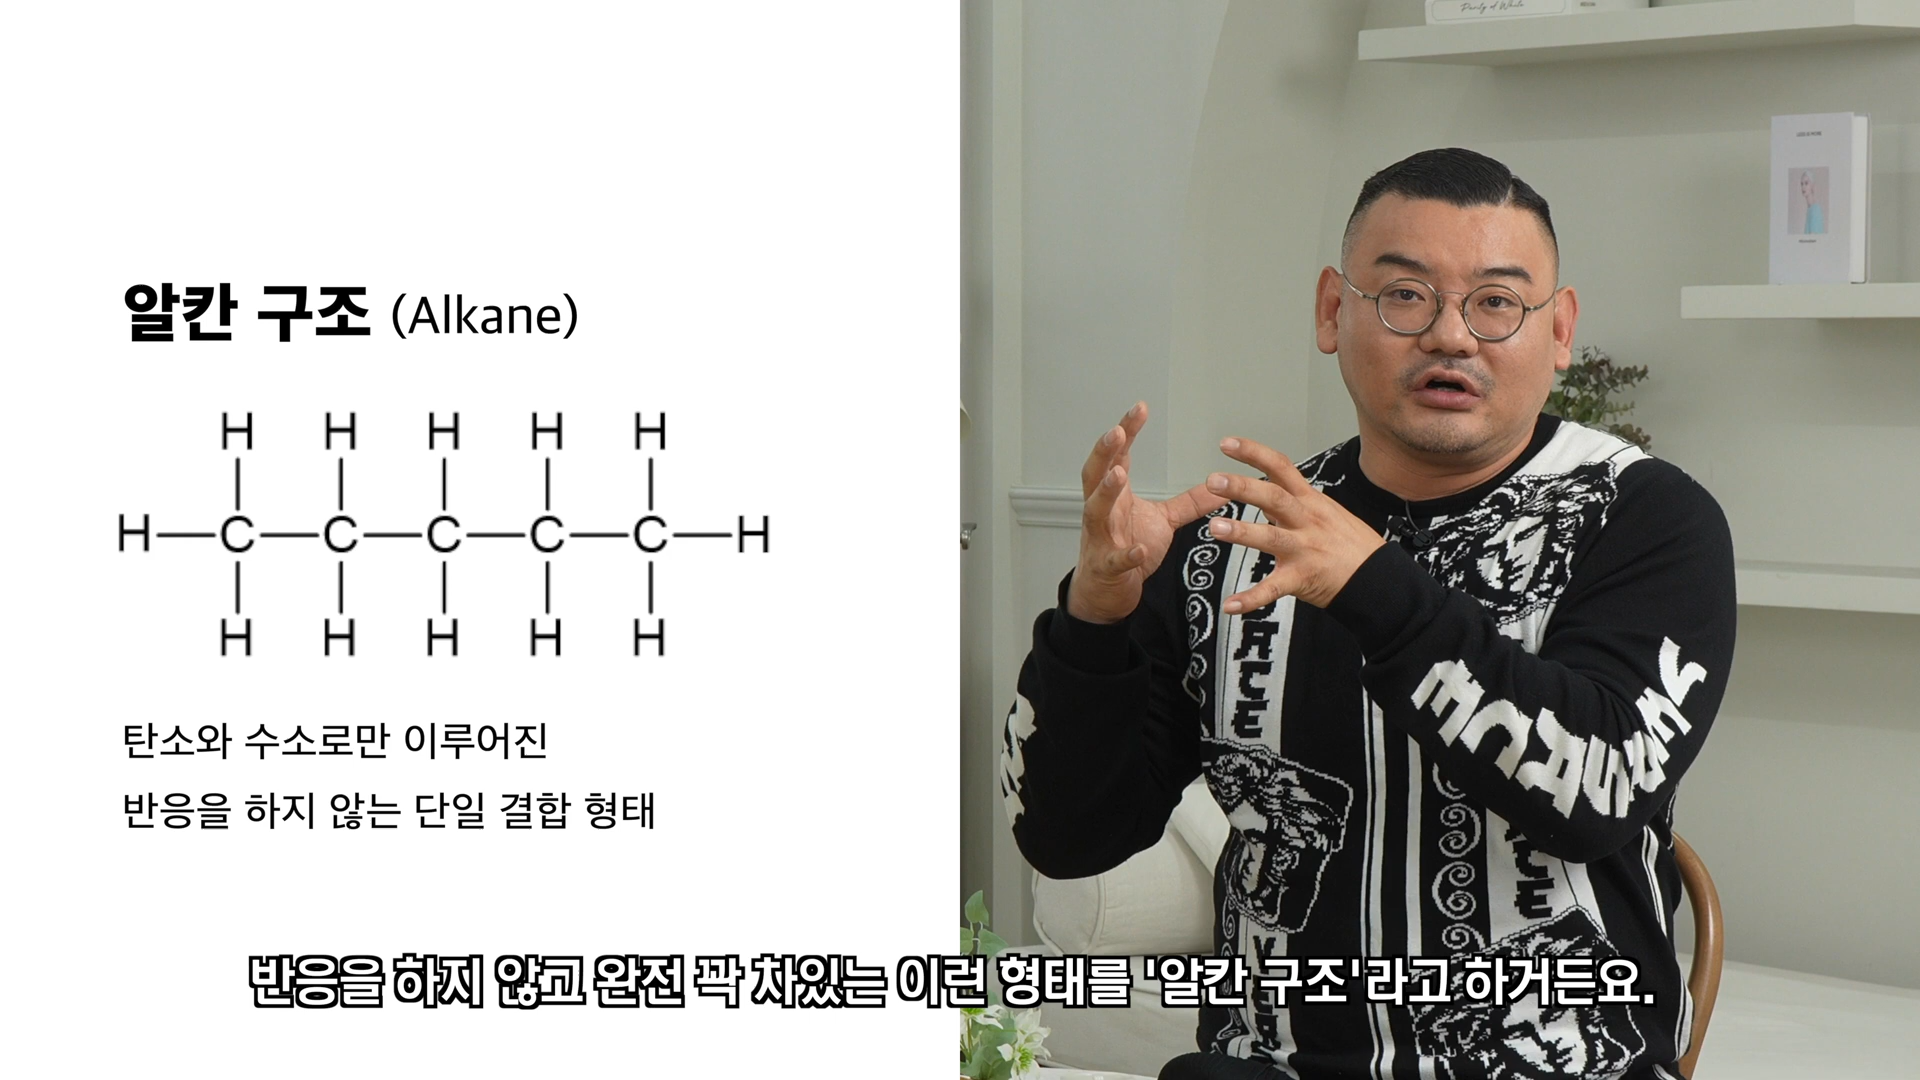 알칸 구조 (Alkane)
H H H H H
H—C—C—C—C—C—H
H H H H H
탄소와 수소로만 이루어진
반응을 하지 않는 단일 결합 형태
반응을 하지 않고 완전 꽉 차있는 이런 형태를 '알칸 구조'라고 하거든요.